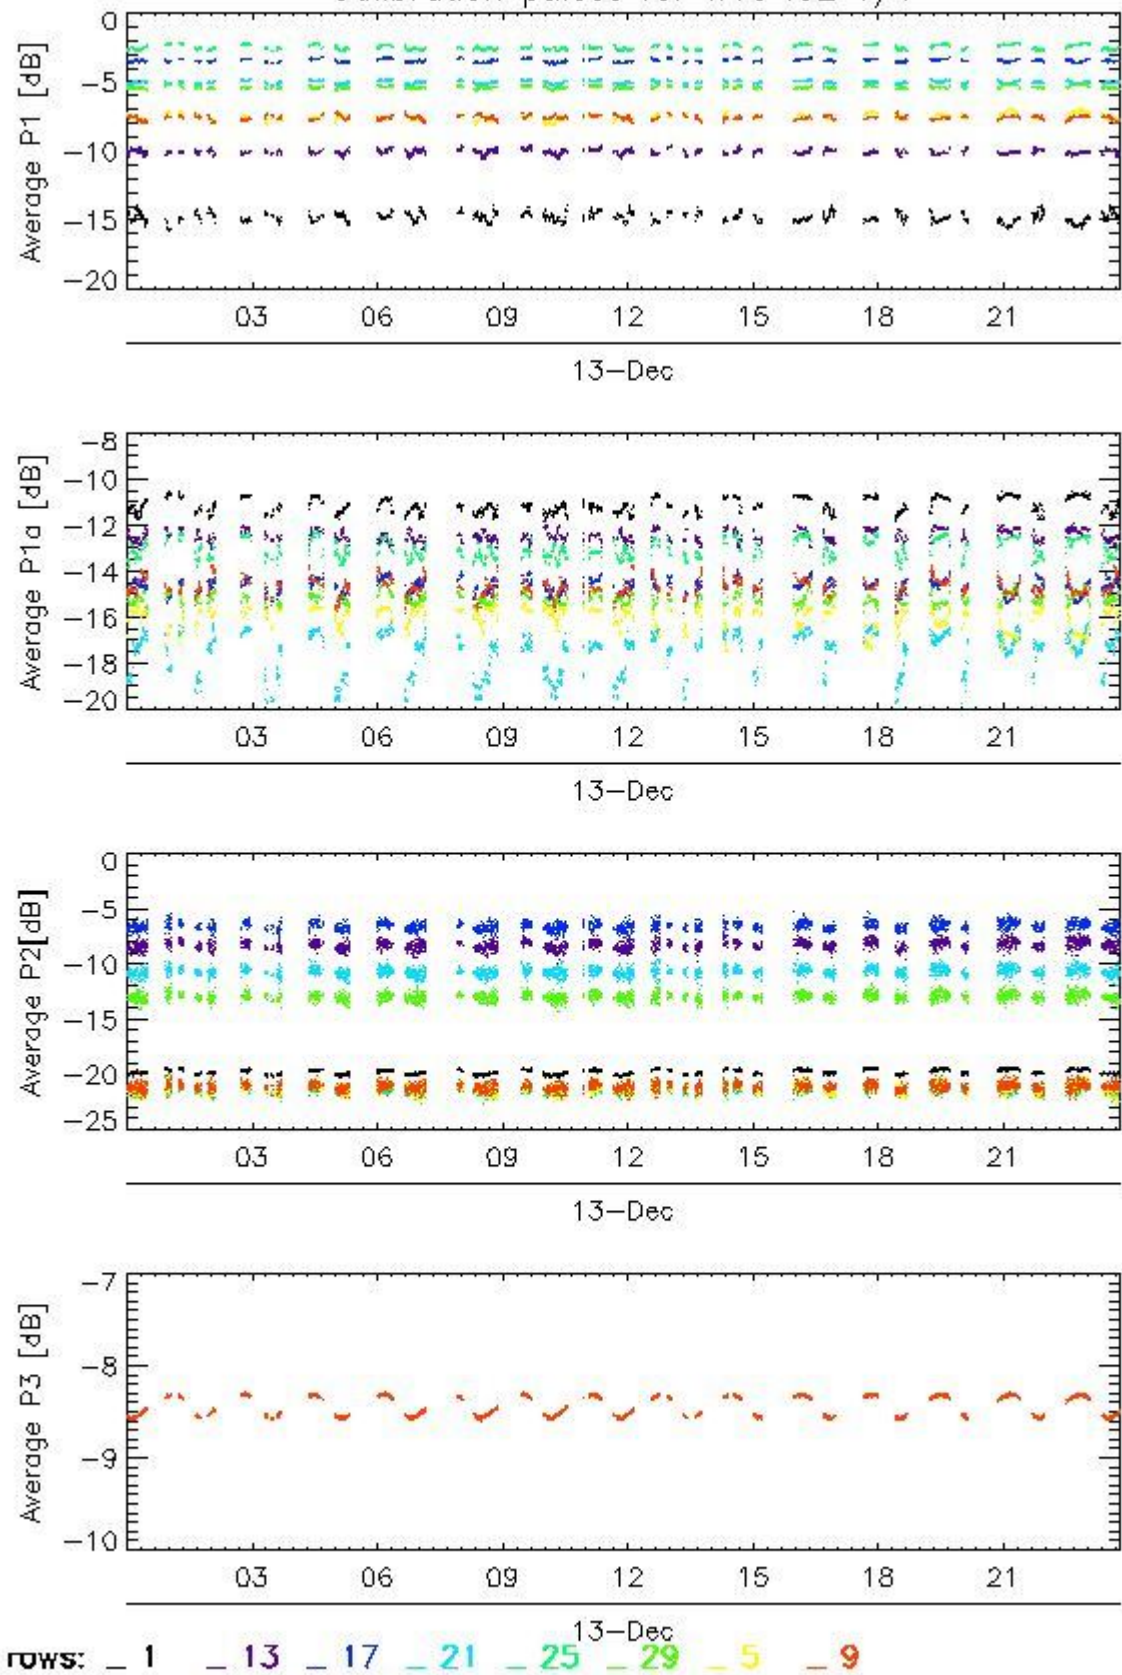 0
−5
−10
−15
−20
Average P1 [dB]
03 06 09 12 15 18 21
13−Dec
−8
−10
−12
−14
−16
−18
−20
Average P1a [dB]
03 06 09 12 15 18 21
13−Dec
0
−5
−10
−15
−20
−25
Average P2[dB]
03 06 09 12 15 18 21
13−Dec
−7
−8
−9
−10
Average P3 [dB]
03 06 09 12 15 18 21
13−Dec
rows: _ 1 _ 13 _ 17 _ 21 _ 25 _ 29 _ 5 _ 9